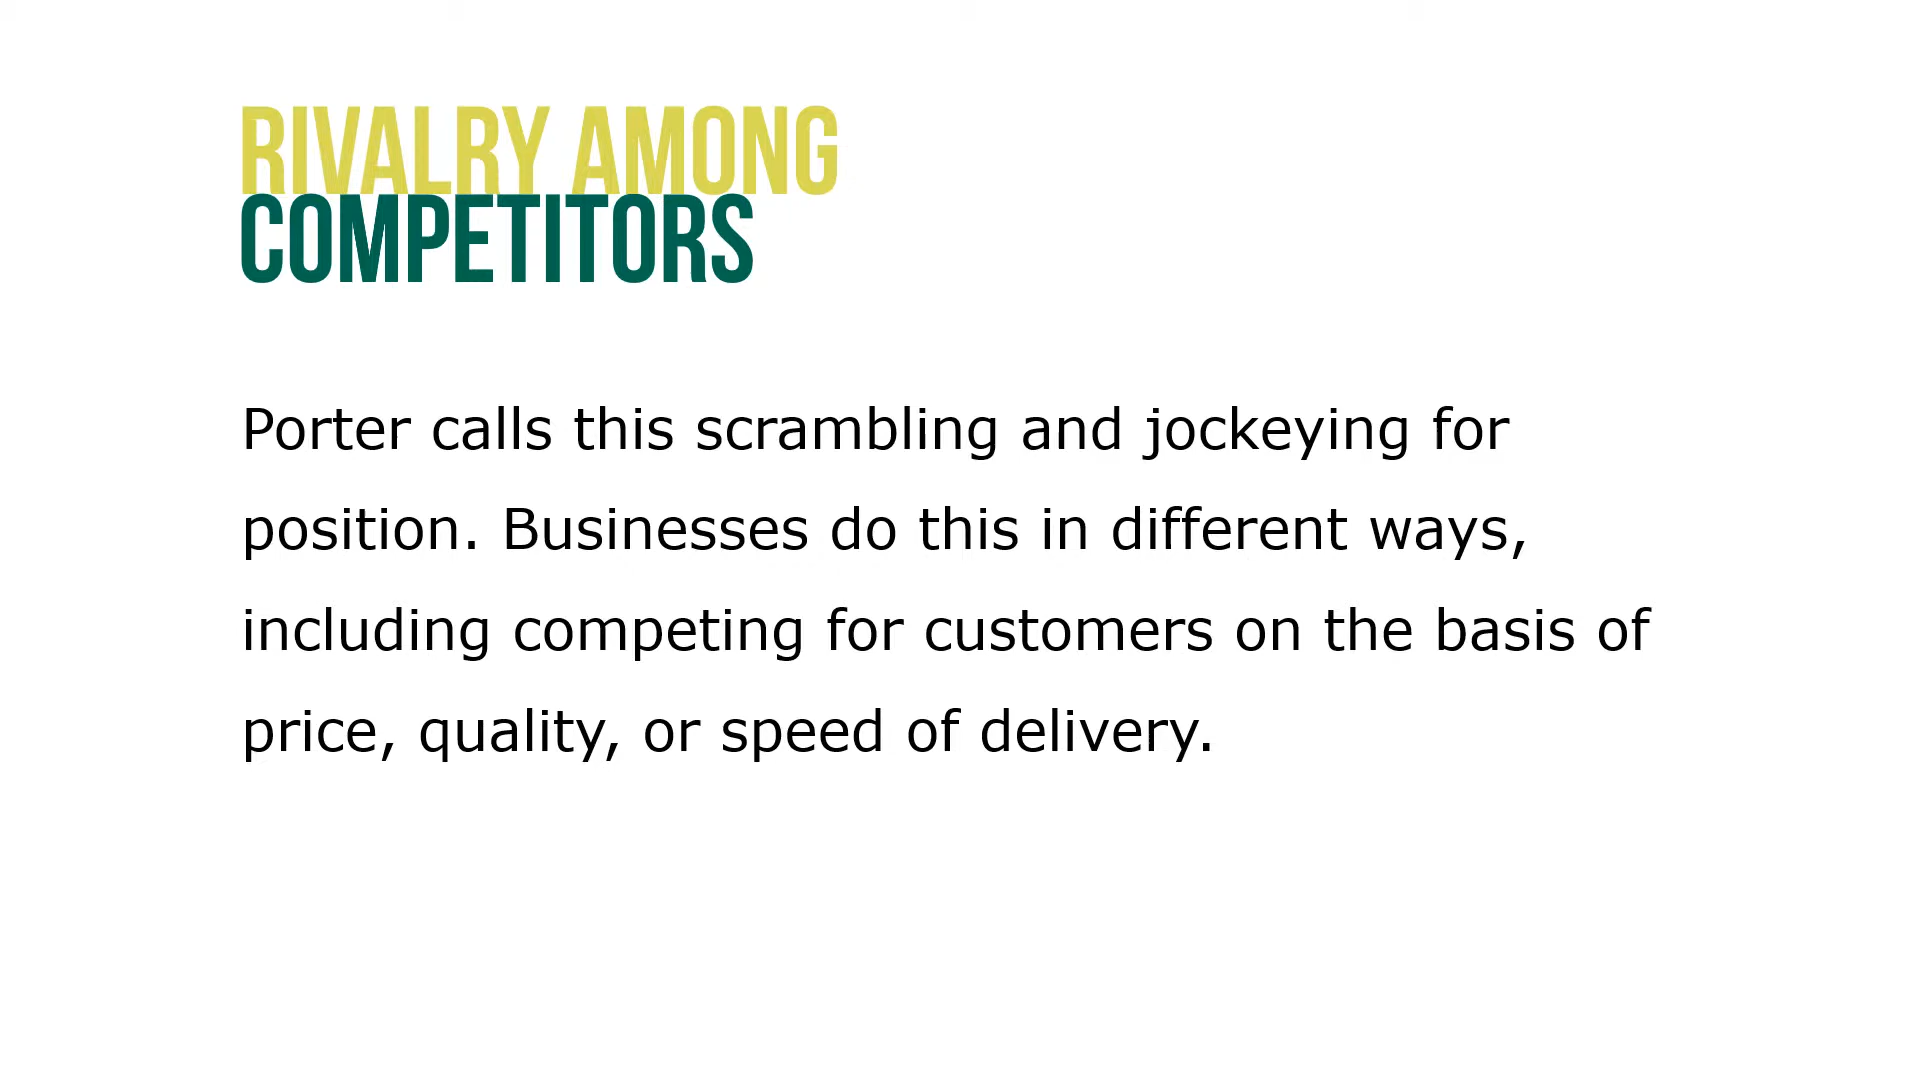 RIVALRY AMONG
COMPETITORS
Porter calls this scrambling and jockeying for
position. Businesses do this in different ways,
including competing for customers on the basis of
price, quality, or speed of delivery.